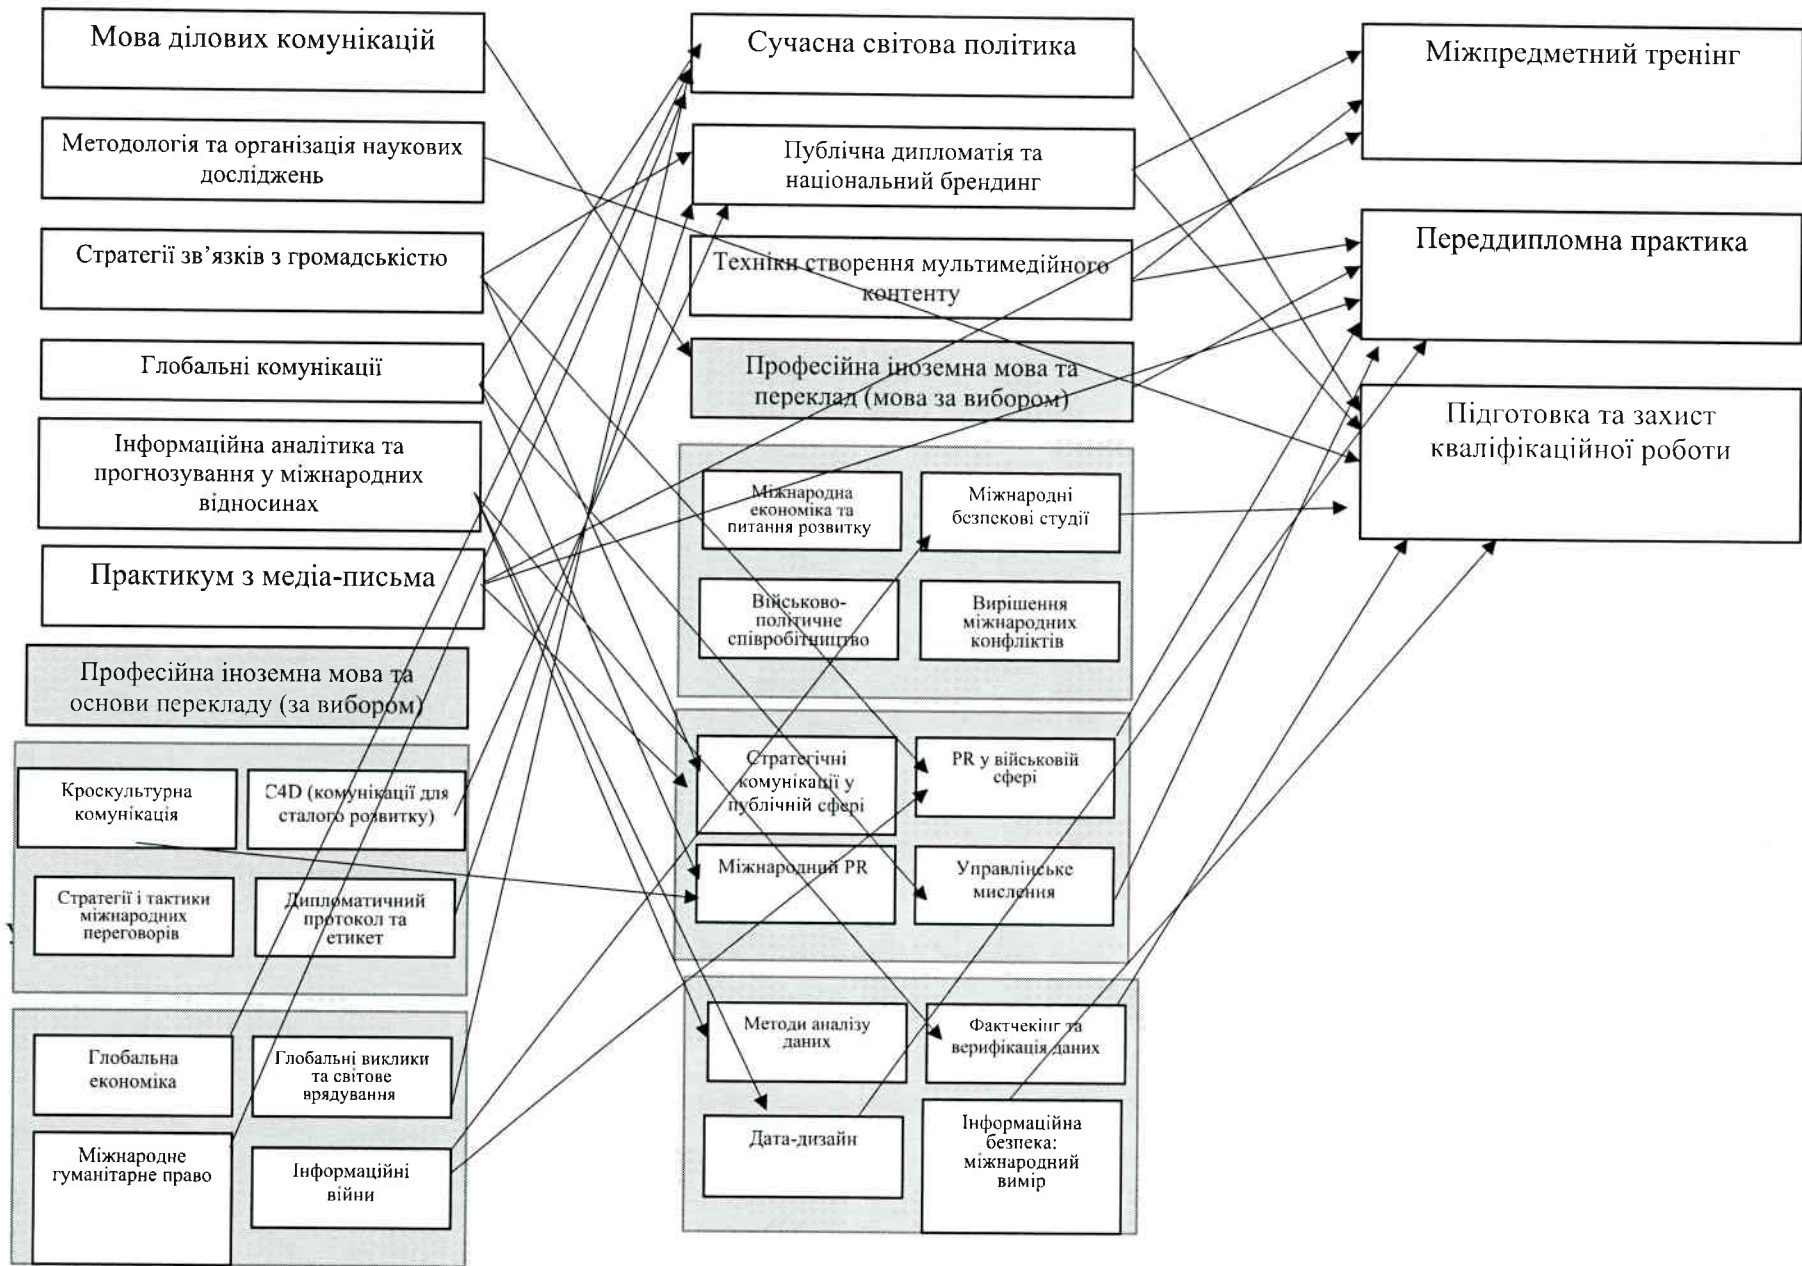 Мова ділових комунікацій
Методологія та організація наукових
досліджень
Стратегії зв’язків з громадськістю
Глобальні комунікації
Інформаційна аналітика та
прогнозування у міжнародних
відносинах
Практикум з медіа-письма
Професійна іноземна мова та
основи перекладу (за вибором)
Кроскультурна
комунікація
C4D (комунікації для
сталого розвитку)
Стратегії і тактики
міжнародних
переговорів
Дипломатичний
протокол та
етикет
Глобальна
економіка
Глобальні виклики
та світове
врядування
Міжнародне
гуманітарне право
Інформаційні
війни
Сучасна світова політика
Публічна дипломатія та
національний брендинг
Техніки створення мультимедійного
контенту
Професійна іноземна мова та
переклад (мова за вибором)
Міжнародна
економіка та
питання розвитку
Міжнародні
безпекові студії
Військово-
політичне
співробітництво
Вирішення
міжнародних
конфліктів
Стратегічні
комунікації у
публічній сфері
PR у військовій
сфері
Міжнародний PR
Управлінське
мислення
Методи аналізу
даних
Фактчекінг та
верифікація даних
Дата-дизайн
Інформаційна
безпека:
міжнародний
вимір
Міжпредметний тренінг
Переддипломна практика
Підготовка та захист
кваліфікаційної роботи